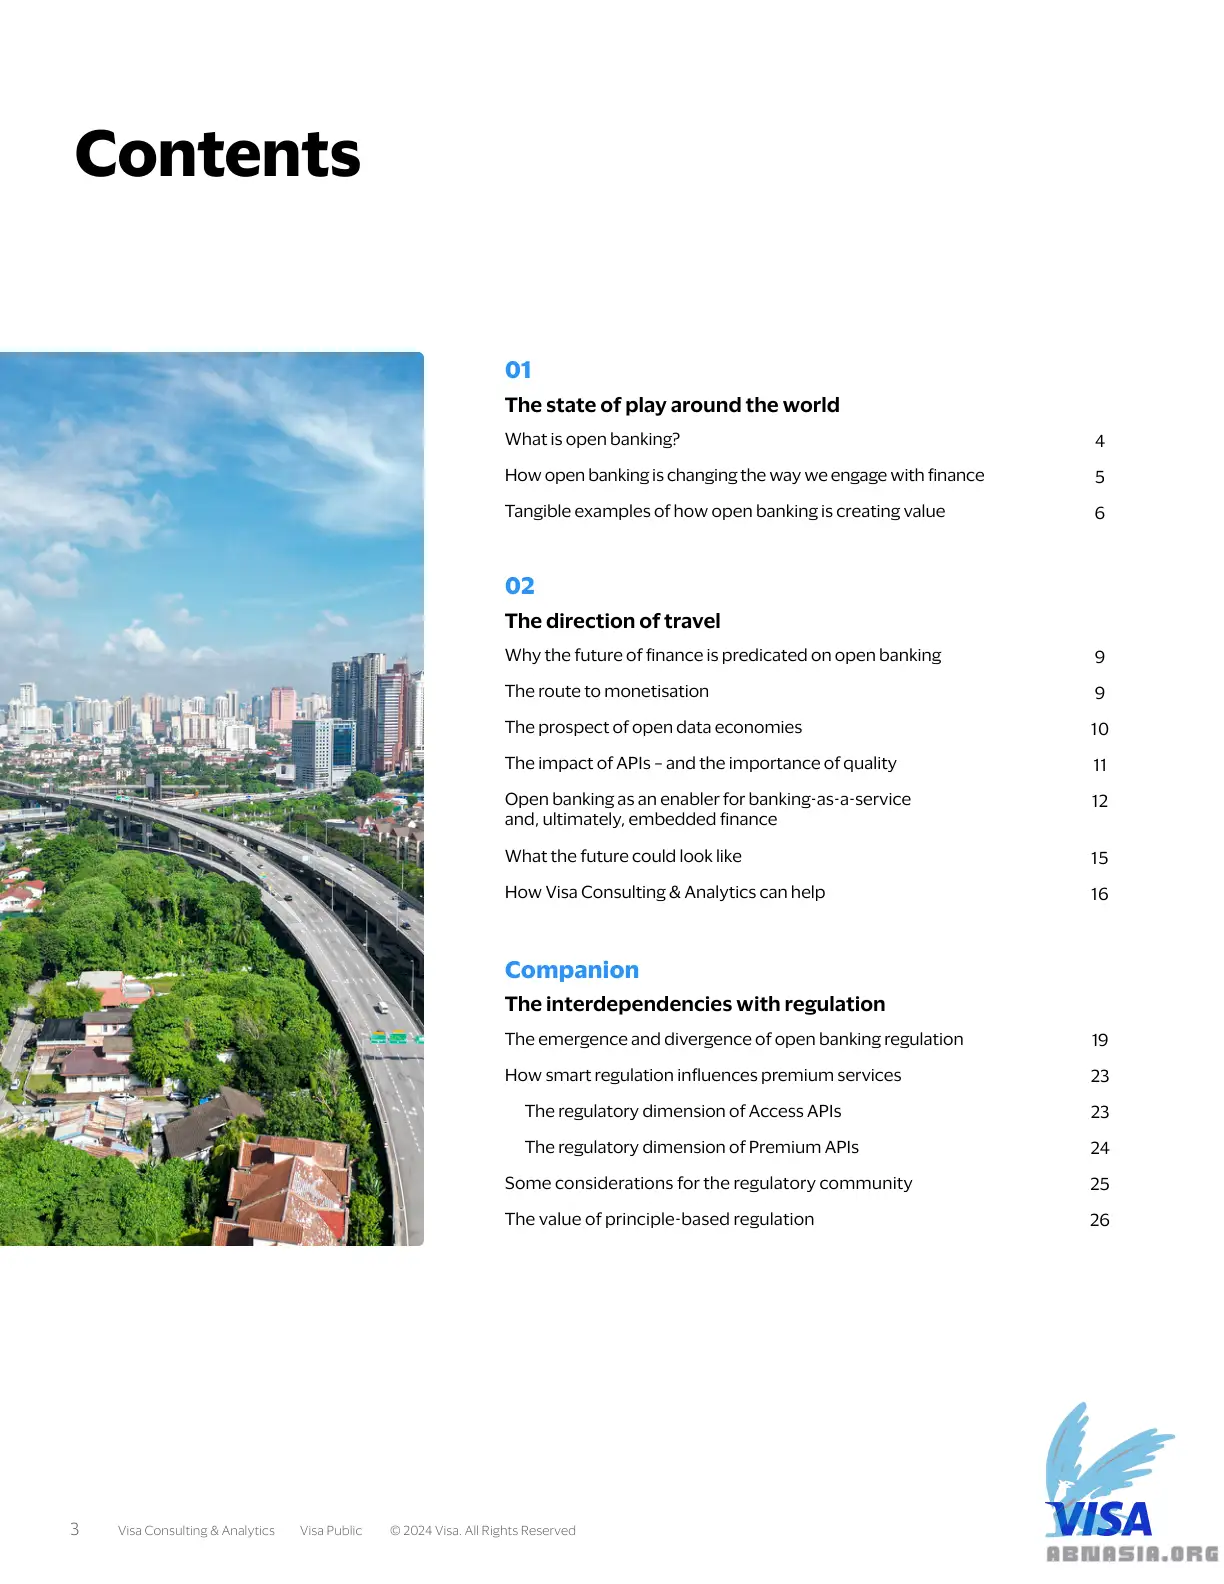 Contents
01
The state of play around the world
What is open banking? 4
How open banking is changing the way we engage with finance 5
Tangible examples of how open banking is creating value 6
02
The direction of travel
Why the future of finance is predicated on open banking 9
The route to monetisation 9
The prospect of open data economies 10
The impact of APIs – and the importance of quality 11
Open banking as an enabler for banking-as-a-service 12
and, ultimately, embedded finance
What the future could look like 15
How Visa Consulting & Analytics can help 16
Companion
The interdependencies with regulation
The emergence and divergence of open banking regulation 19
How smart regulation influences premium services 23
The regulatory dimension of Access APIs 23
The regulatory dimension of Premium APIs 24
Some considerations for the regulatory community 25
The value of principle-based regulation 26
3 Visa Consulting & Analytics Visa Public © 2024 Visa. All Rights Reserved
VISA
ABNASIA.ORG